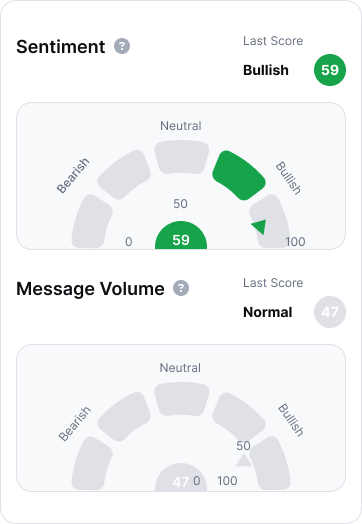 Sentiment ?
Last Score
Bullish 59
Neutral
Bearish
Bullish
50
0
59
100
Message Volume ?
Last Score
Normal 47
Neutral
Bearish
Bullish
50
47 0 100